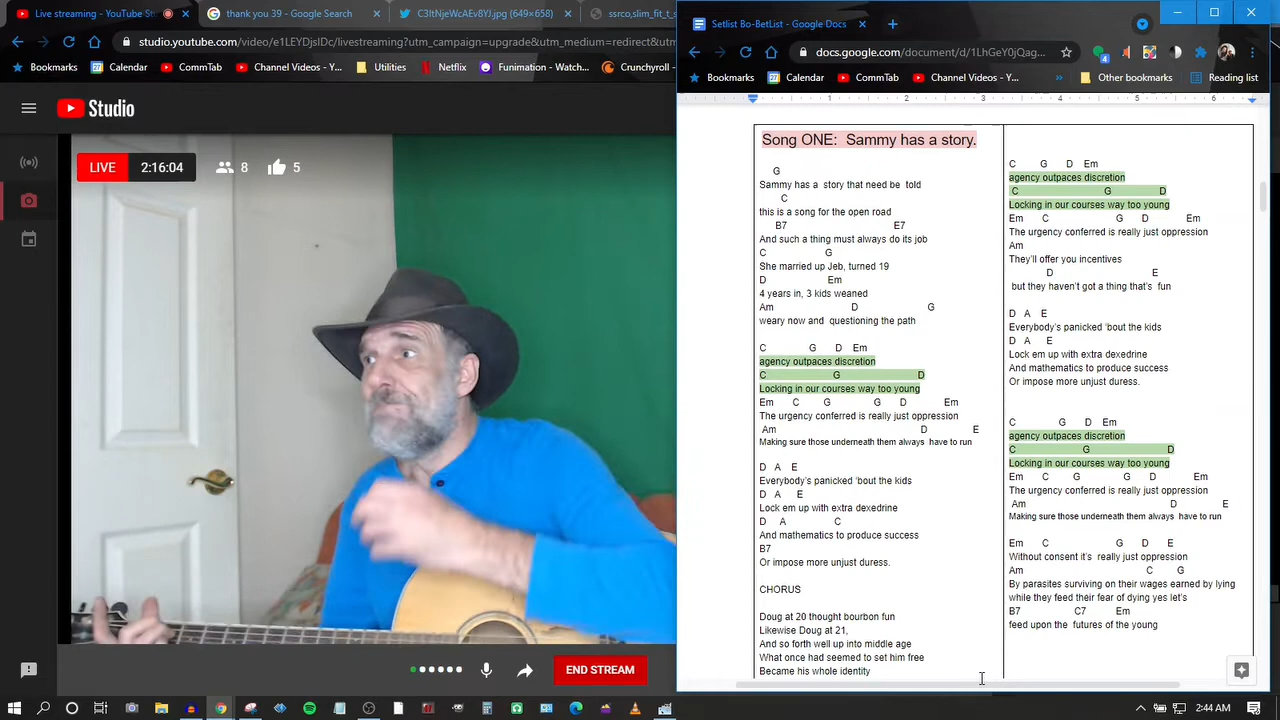 YouTube Live - YouTube St
thank you 39 - Google Search
C3ItNjeWcAEvBYJ.jpg (649×658)
ssrco,slim_fit_t_s
studio.youtube.com/video/e1LEYDjsIDc/livestreaming?utm_campaign=upgrade&utm_medium=redirect&utm
Bookmarks
Calendar
CommTab
Channel Videos - Y...
Utilities
Netflix
Funimation - Watch...
Crunchyroll -
Studio
LIVE
2:16:04
8
5
END STREAM
Setlist Bo-BetList - Google Docs
docs.google.com/document/d/1LhGeY0jQag...
4
Bookmarks
Calendar
CommTab
Channel Videos - Y...
»
Other bookmarks
Reading list
1 2 3 4 5 6
Song ONE: Sammy has a story.
G
Sammy has a story that need be told
C
this is a song for the open road
B7 E7
And such a thing must always do its job
C G
She married up Jeb, turned 19
D Em
4 years in, 3 kids weaned
Am D G
weary now and questioning the path
C G D Em
agency outpaces discretion
C G D
Locking in our courses way too young
Em C G G D Em
The urgency conferred is really just oppression
Am D E
Making sure those underneath them always have to run
D A E
Everybody's panicked 'bout the kids
D A E
Lock em up with extra dexedrine
D A C
And mathematics to produce success
B7
Or impose more unjust duress.
CHORUS
Doug at 20 thought bourbon fun
Likewise Doug at 21,
And so forth well up into middle age
What once had seemed to set him free
Became his whole identity
C G D Em
agency outpaces discretion
C G D
Locking in our courses way too young
Em C G D Em
The urgency conferred is really just oppression
Am
They'll offer you incentives
D E
but they haven't got a thing that's fun
D A E
Everybody's panicked 'bout the kids
D A E
Lock em up with extra dexedrine
And mathematics to produce success
Or impose more unjust duress.
C G D Em
agency outpaces discretion
C G D
Locking in our courses way too young
Em C G G D Em
The urgency conferred is really just oppression
Am D E
Making sure those underneath them always have to run
Em C G D E
Without consent it's really just oppression
Am C G
By parasites surviving on their wages earned by lying
while they feed their fear of dying yes let's
B7 C7 Em
feed upon the futures of the young
2:44 AM